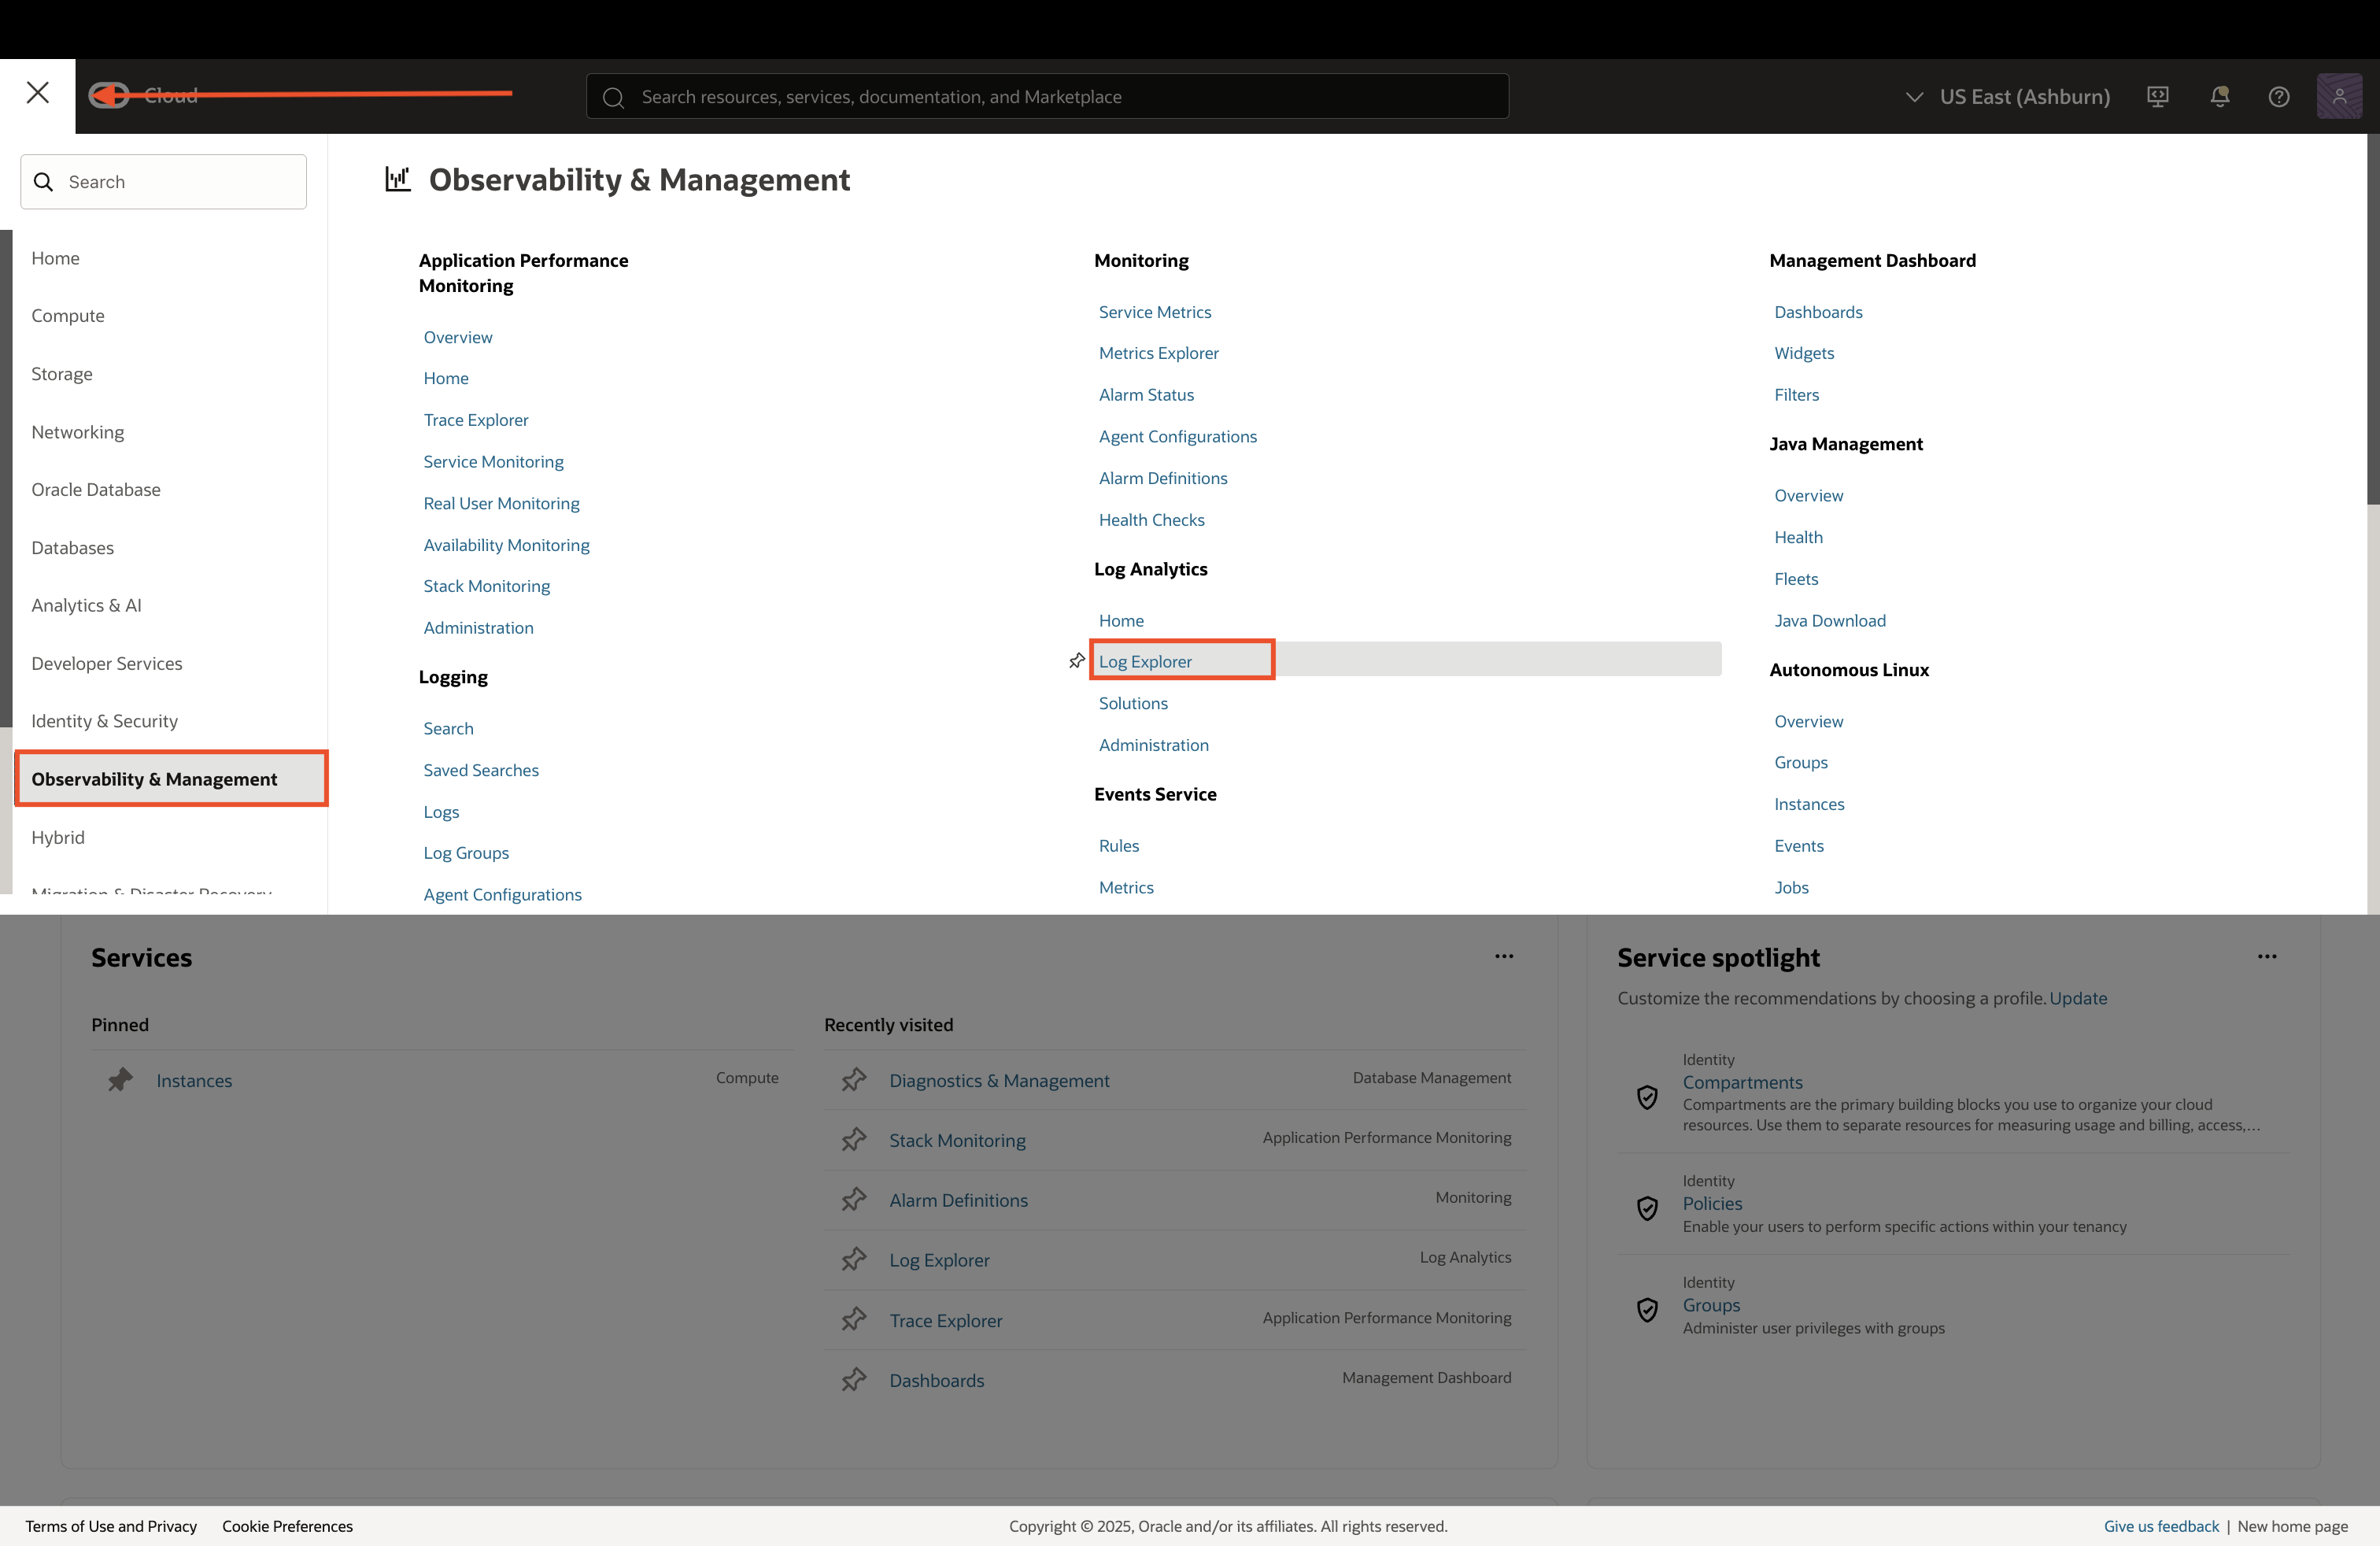 Cloud
Search resources, services, documentation, and Marketplace
US East (Ashburn)
Search
Home
Compute
Storage
Networking
Oracle Database
Databases
Analytics & AI
Developer Services
Identity & Security
Observability & Management
Hybrid
Migration & Disaster Recovery
Observability & Management
Application Performance
Monitoring
Overview
Home
Trace Explorer
Service Monitoring
Real User Monitoring
Availability Monitoring
Stack Monitoring
Administration
Logging
Search
Saved Searches
Logs
Log Groups
Agent Configurations
Monitoring
Service Metrics
Metrics Explorer
Alarm Status
Agent Configurations
Alarm Definitions
Health Checks
Log Analytics
Home
Log Explorer
Solutions
Administration
Events Service
Rules
Metrics
Management Dashboard
Dashboards
Widgets
Filters
Java Management
Overview
Health
Fleets
Java Download
Autonomous Linux
Overview
Groups
Instances
Events
Jobs
Services
Pinned
Instances Compute
Recently visited
Diagnostics & Management Database Management
Stack Monitoring Application Performance Monitoring
Alarm Definitions Monitoring
Log Explorer Log Analytics
Trace Explorer Application Performance Monitoring
Dashboards Management Dashboard
Service spotlight
Customize the recommendations by choosing a profile. Update
Identity
Compartments
Compartments are the primary building blocks you use to organize your cloud
resources. Use them to separate resources for measuring usage and billing, access,...
Identity
Policies
Enable your users to perform specific actions within your tenancy
Identity
Groups
Administer user privileges with groups
Terms of Use and Privacy Cookie Preferences
Copyright © 2025, Oracle and/or its affiliates. All rights reserved.
Give us feedback | New home page